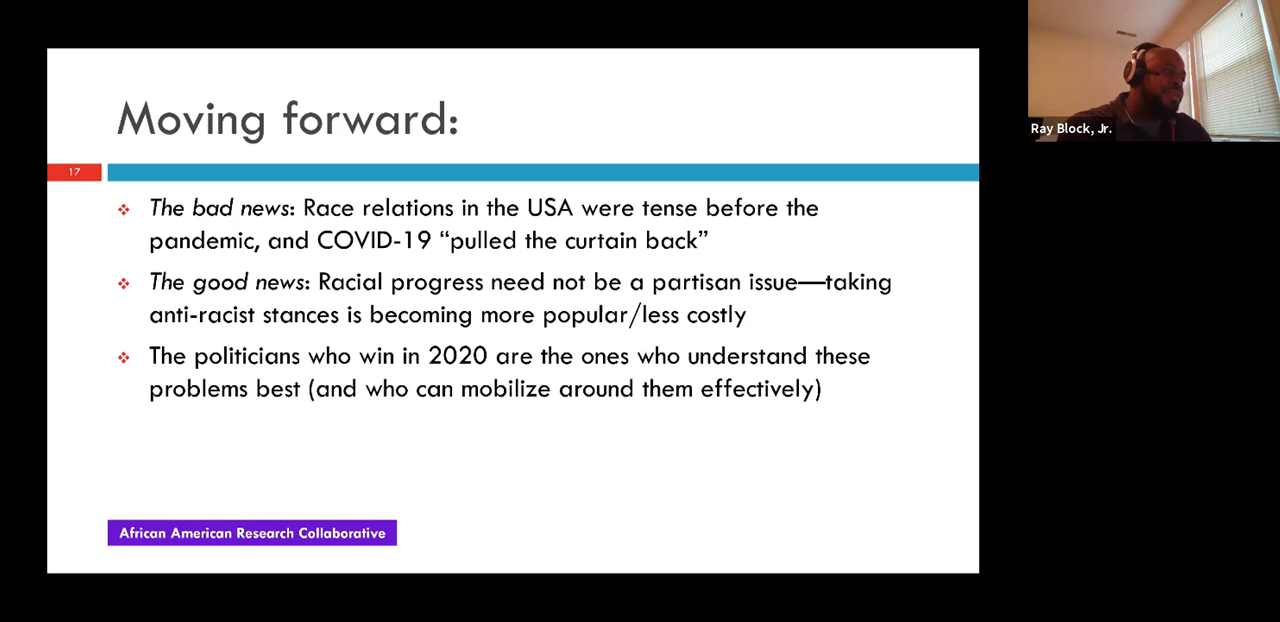 Moving forward:
17
The bad news: Race relations in the USA were tense before the
pandemic, and COVID-19 “pulled the curtain back”
The good news: Racial progress need not be a partisan issue—taking
anti-racist stances is becoming more popular/less costly
The politicians who win in 2020 are the ones who understand these
problems best (and who can mobilize around them effectively)
African American Research Collaborative
Ray Block, Jr.